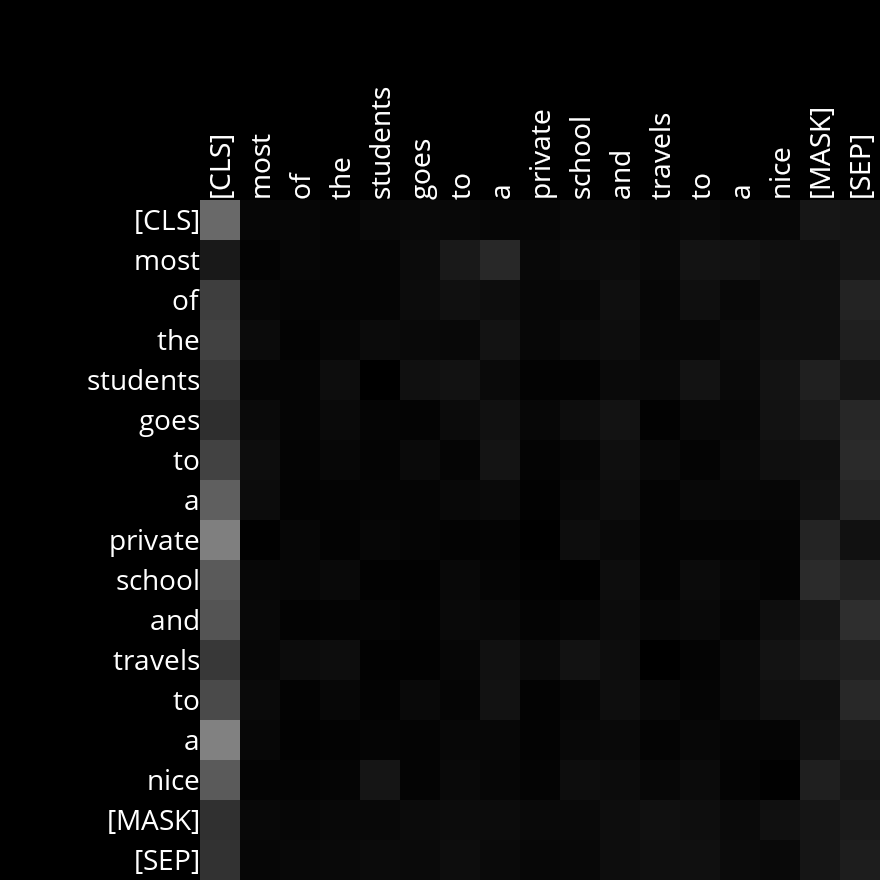 [CLS] most of the students goes to a private school and travels to a nice [MASK] [SEP]
[CLS]
most
of
the
students
goes
to
a
private
school
and
travels
to
a
nice
[MASK]
[SEP]